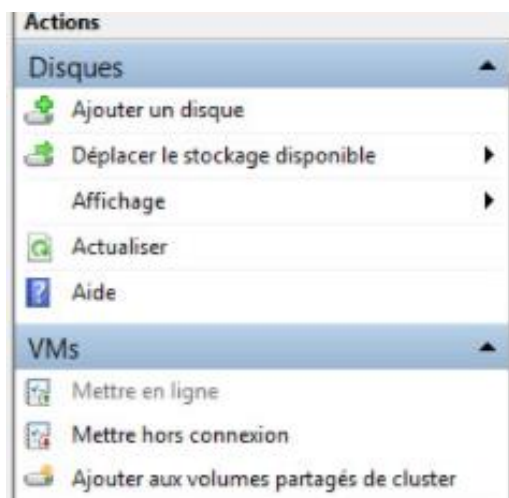 Actions
Disques
Ajouter un disque
Déplacer le stockage disponible
Affichage
Actualiser
Aide
VMs
Mettre en ligne
Mettre hors connexion
Ajouter aux volumes partagés de cluster